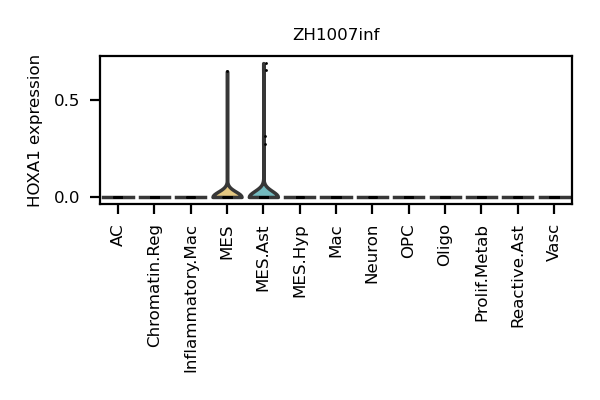 ZH1007inf
HOXA1 expression
0.5
0.0
AC
Chromatin.Reg
Inflammatory.Mac
MES
MES.Ast
MES.Hyp
Mac
Neuron
OPC
Oligo
Prolif.Metab
Reactive.Ast
Vasc